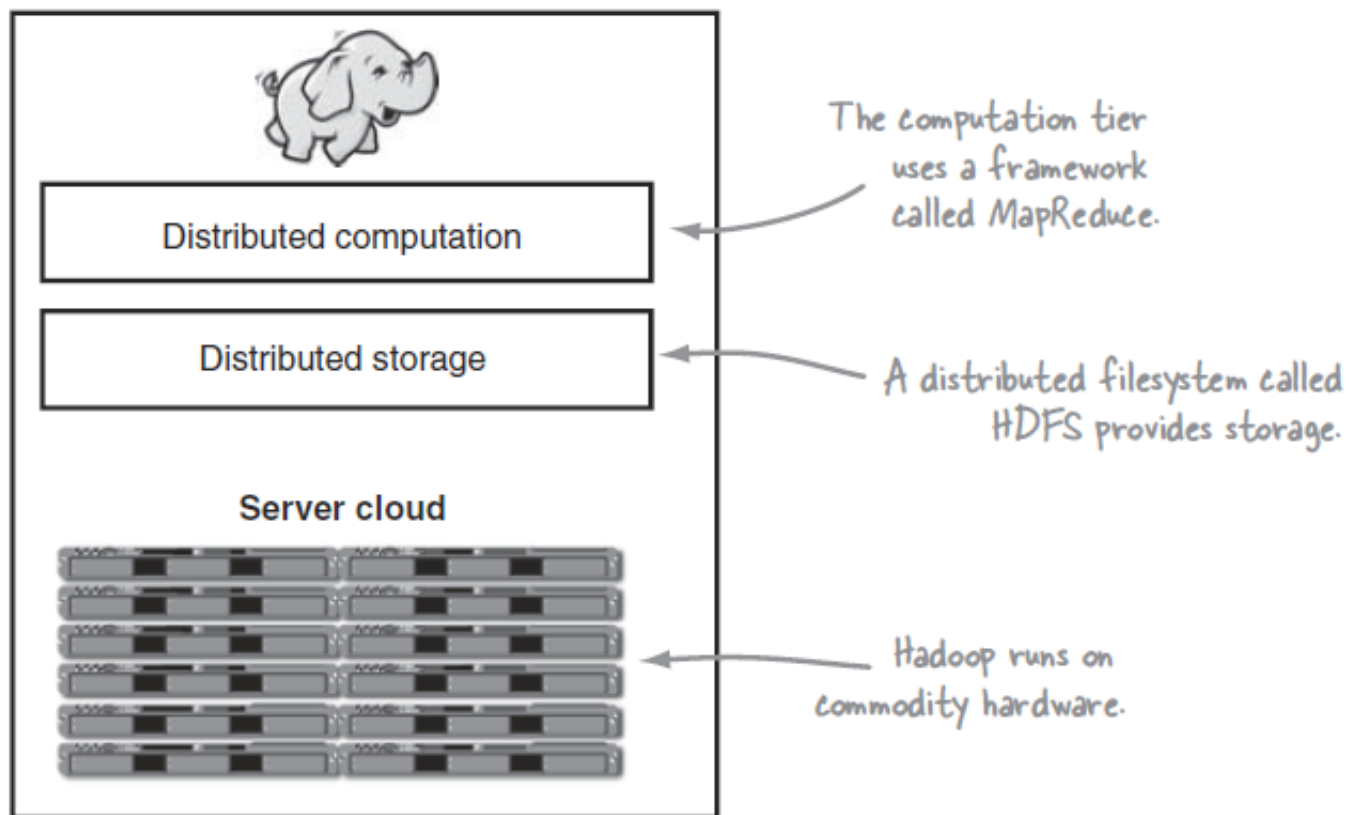 The computation tier
uses a framework
called MapReduce.
Distributed computation
Distributed storage
A distributed filesystem called
HDFS provides storage.
Server cloud
Hadoop runs on
commodity hardware.